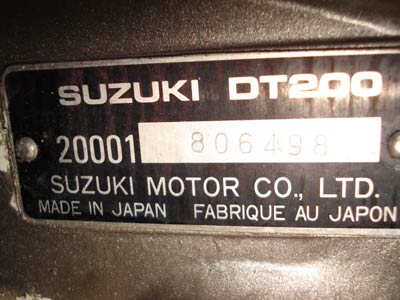 SUZUKI DT200
20001 806498
SUZUKI MOTOR CO., LTD.
MADE IN JAPAN FABRIQUE AU JAPON